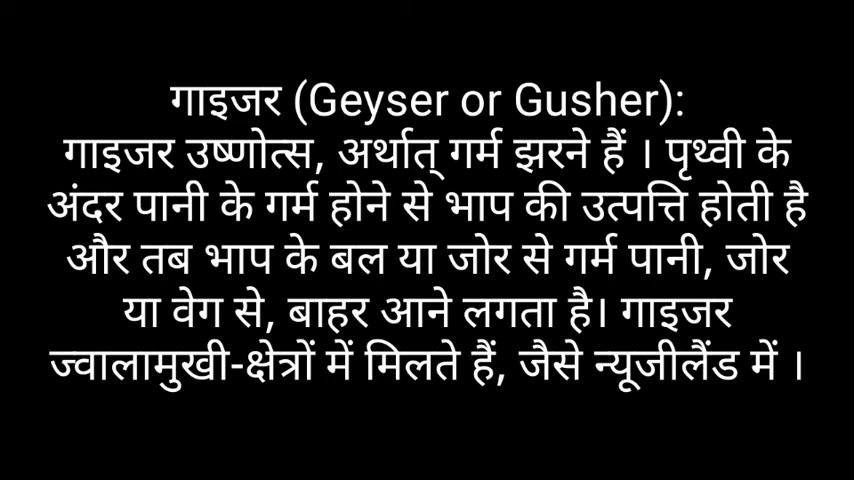 गाइजर (Geyser or Gusher):
गाइजर उष्णोत्स, अर्थात् गर्म झरने हैं । पृथ्वी के
अंदर पानी के गर्म होने से भाप की उत्पत्ति होती है
और तब भाप के बल या जोर से गर्म पानी, जोर
या वेग से, बाहर आने लगता है। गाइजर
ज्वालामुखी-क्षेत्रों में मिलते हैं, जैसे न्यूजीलैंड में ।